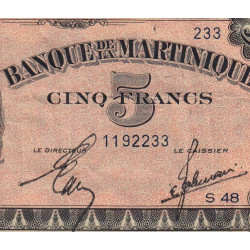 233
BANQUE DE LA MARTINIQUE
5
CINQ FRANCS
LE DIRECTEUR 1192233 LE CAISSIER
S 48